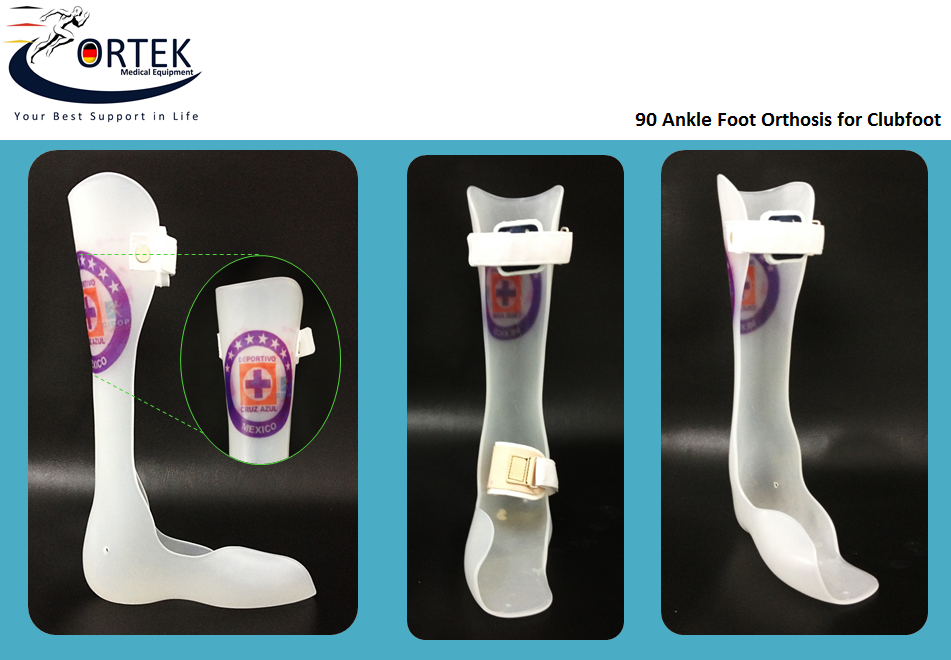 ORTEK
Medical Equipment
Your Best Support in Life
90 Ankle Foot Orthosis for Clubfoot
DEPORTIVO
CRUZ AZUL
MEXICO